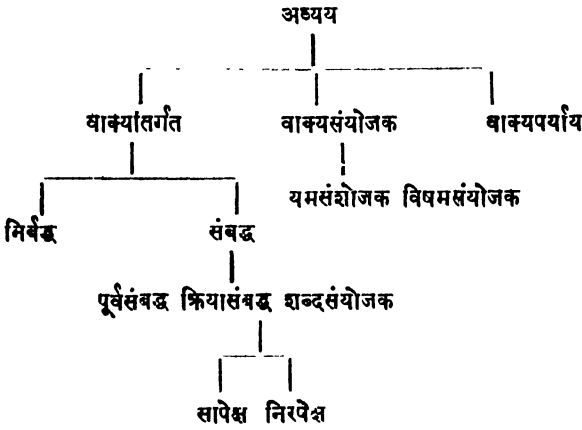 अव्यय
वाक्यांतर्गत वाक्यसंयोजक वाक्यपर्याय
यमसंशोजक विषमसंयोजक
मिर्बद्ध संबद्ध
पूर्वसंबद्ध क्रियासंबद्ध शब्दसंयोजक
सापेक्ष निरपेक्ष